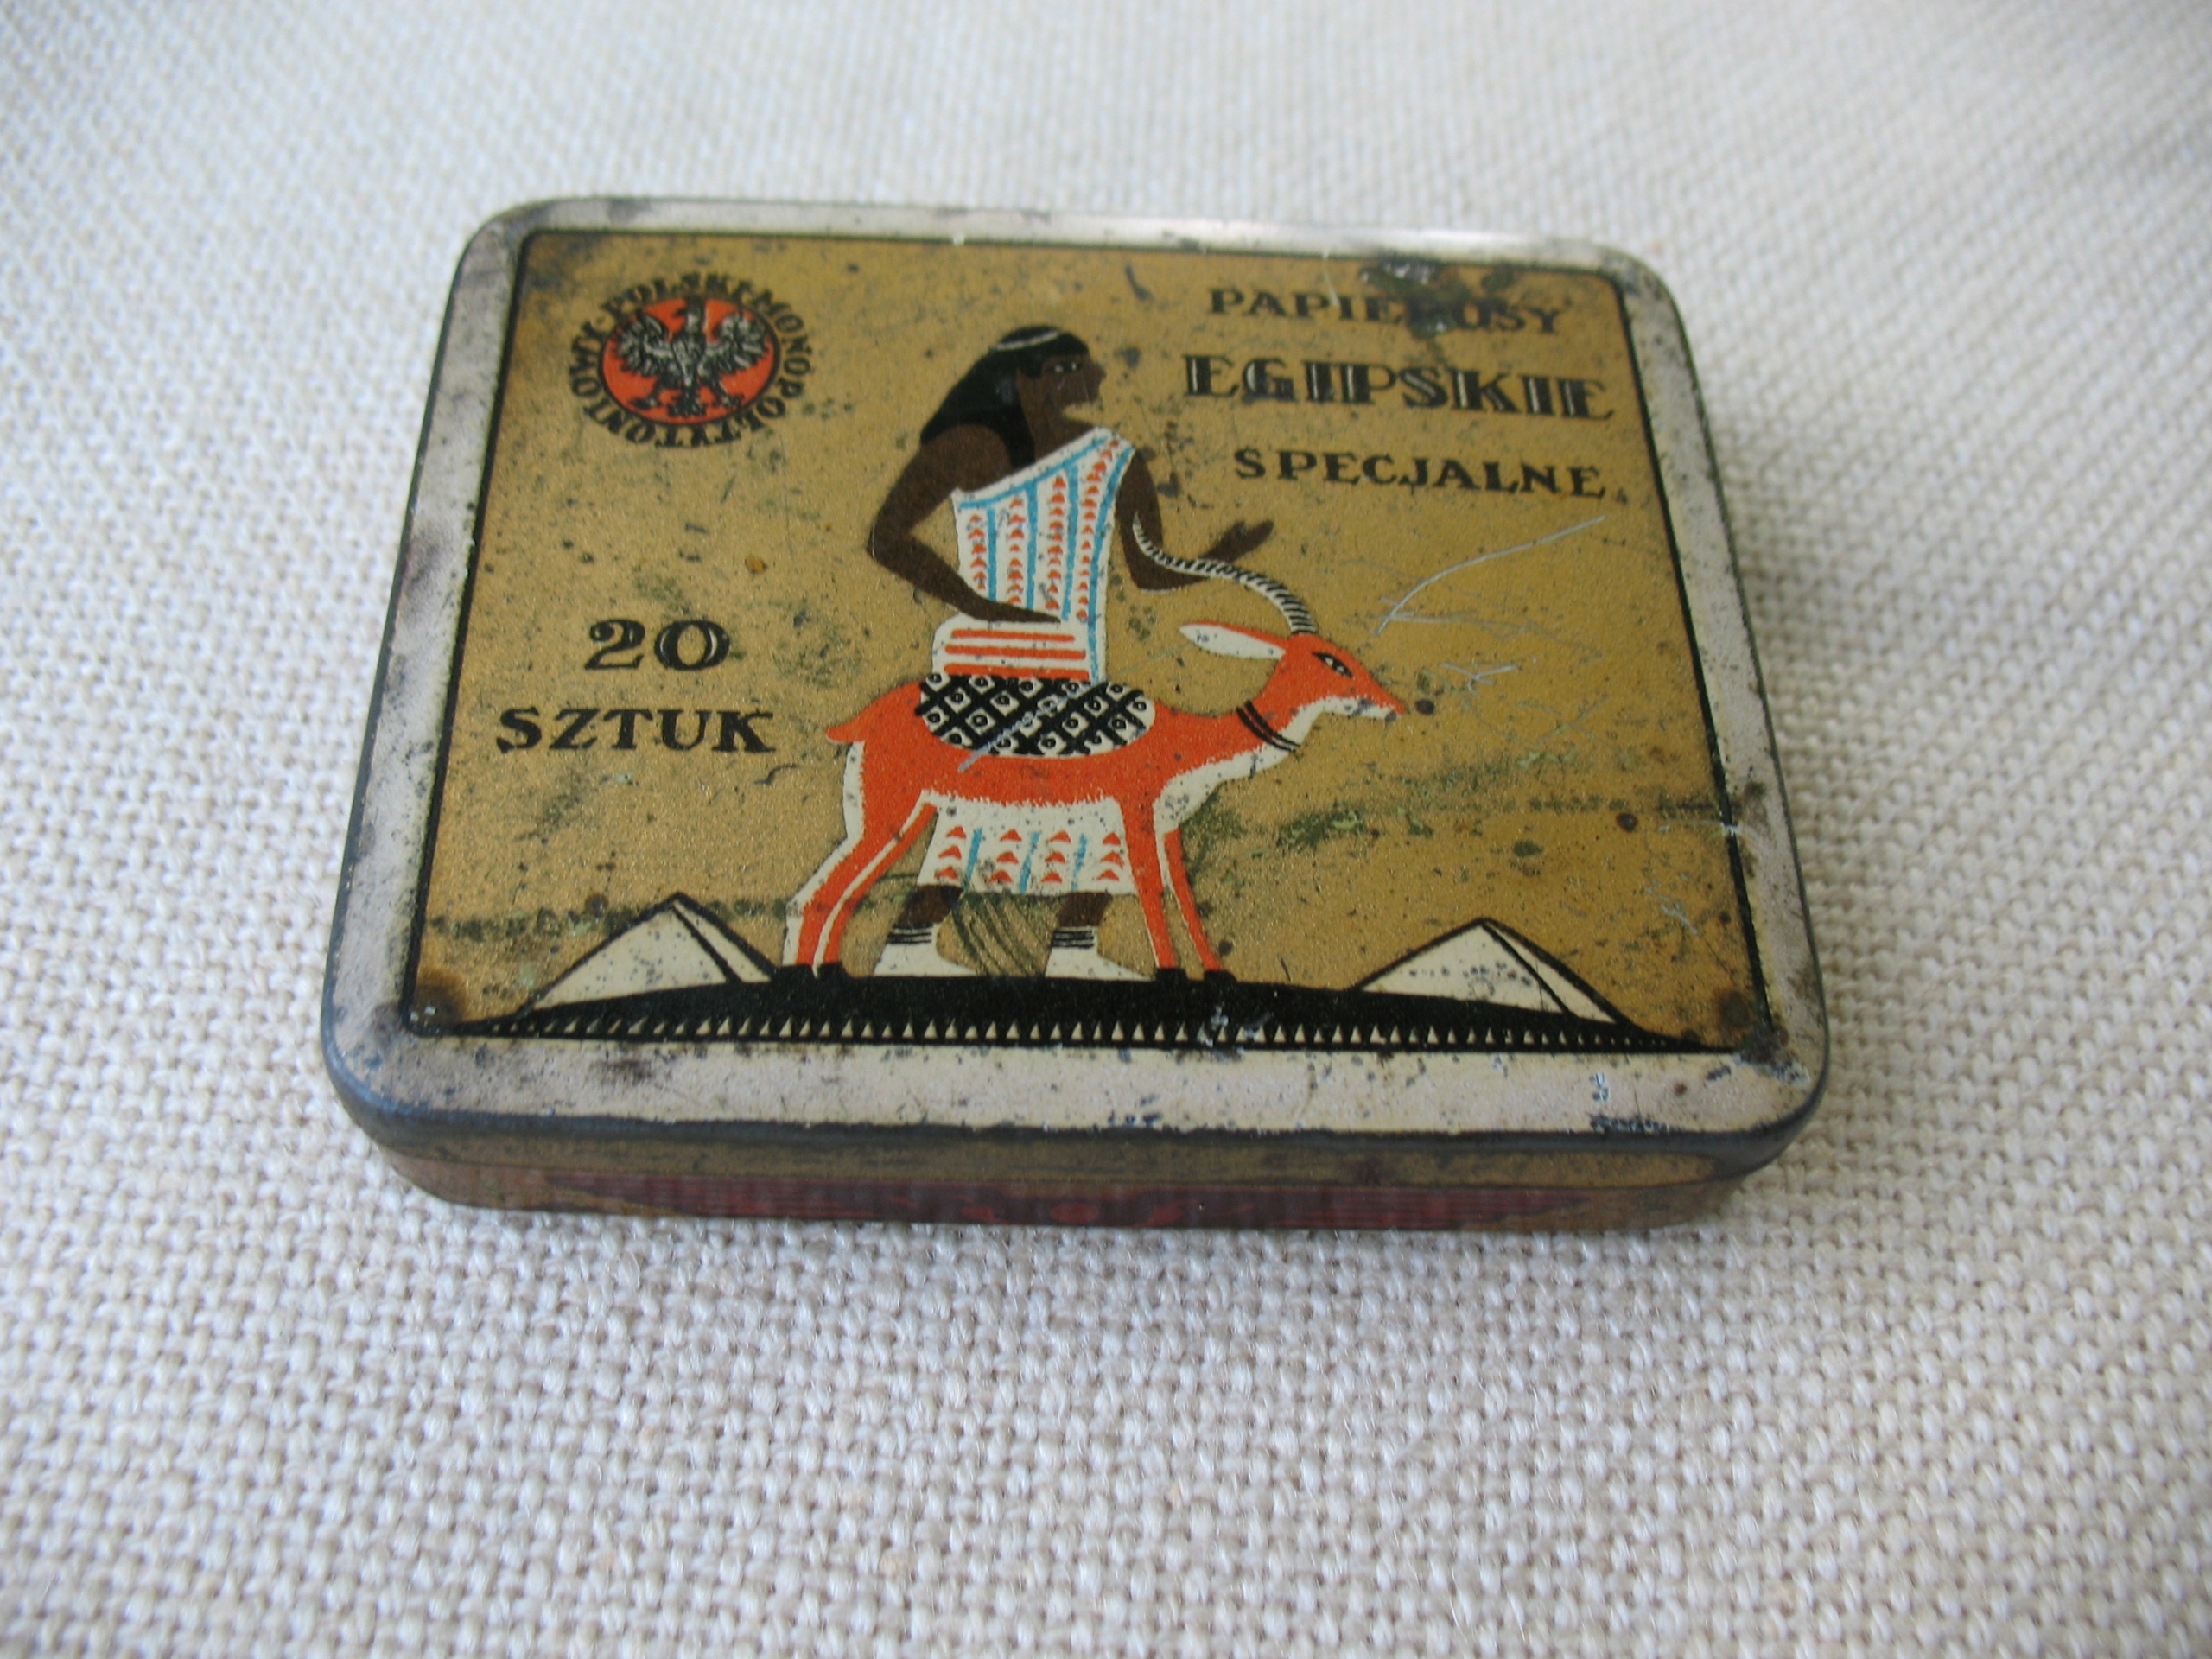 POLSKI MONOPOL TYTONIOWY
PAPIEROSY
EGIPSKIE
SPECJALNE
20
SZTUK